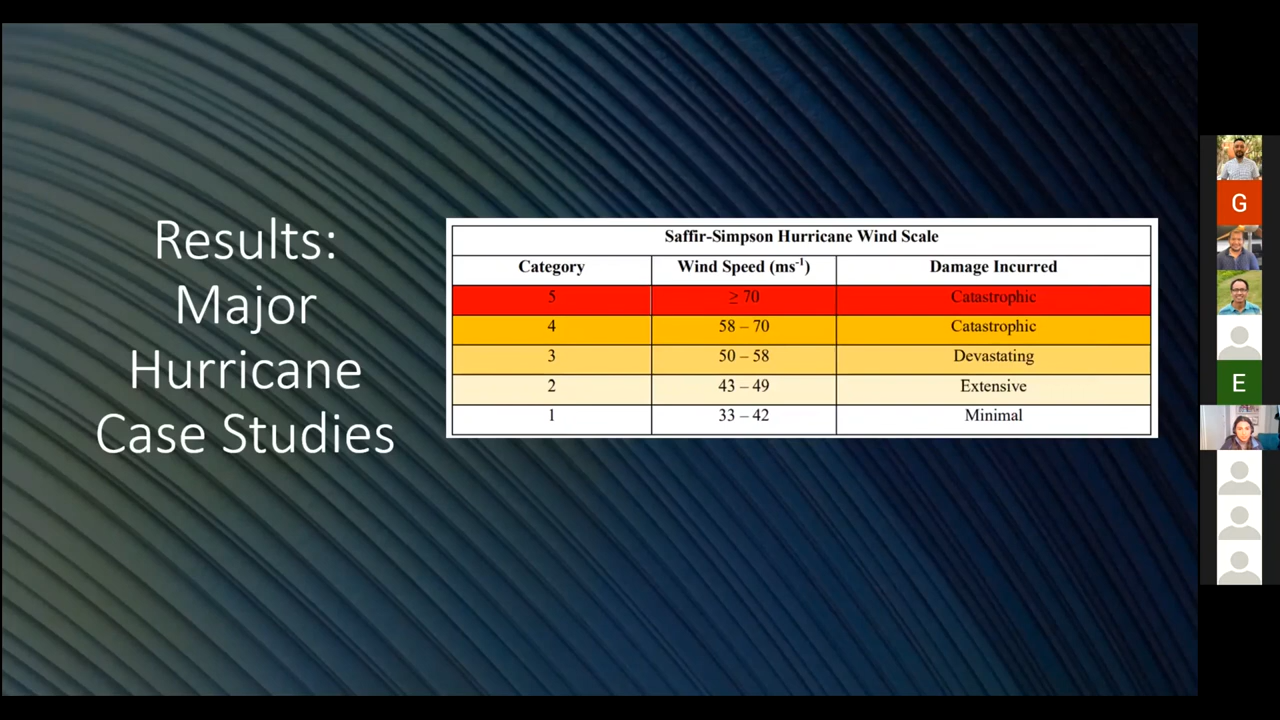 Results:
Major
Hurricane
Case Studies
Saffir-Simpson Hurricane Wind Scale
Category Wind Speed (ms-1) Damage Incurred
5 ≥ 70 Catastrophic
4 58 – 70 Catastrophic
3 50 – 58 Devastating
2 43 – 49 Extensive
1 33 – 42 Minimal
G
E